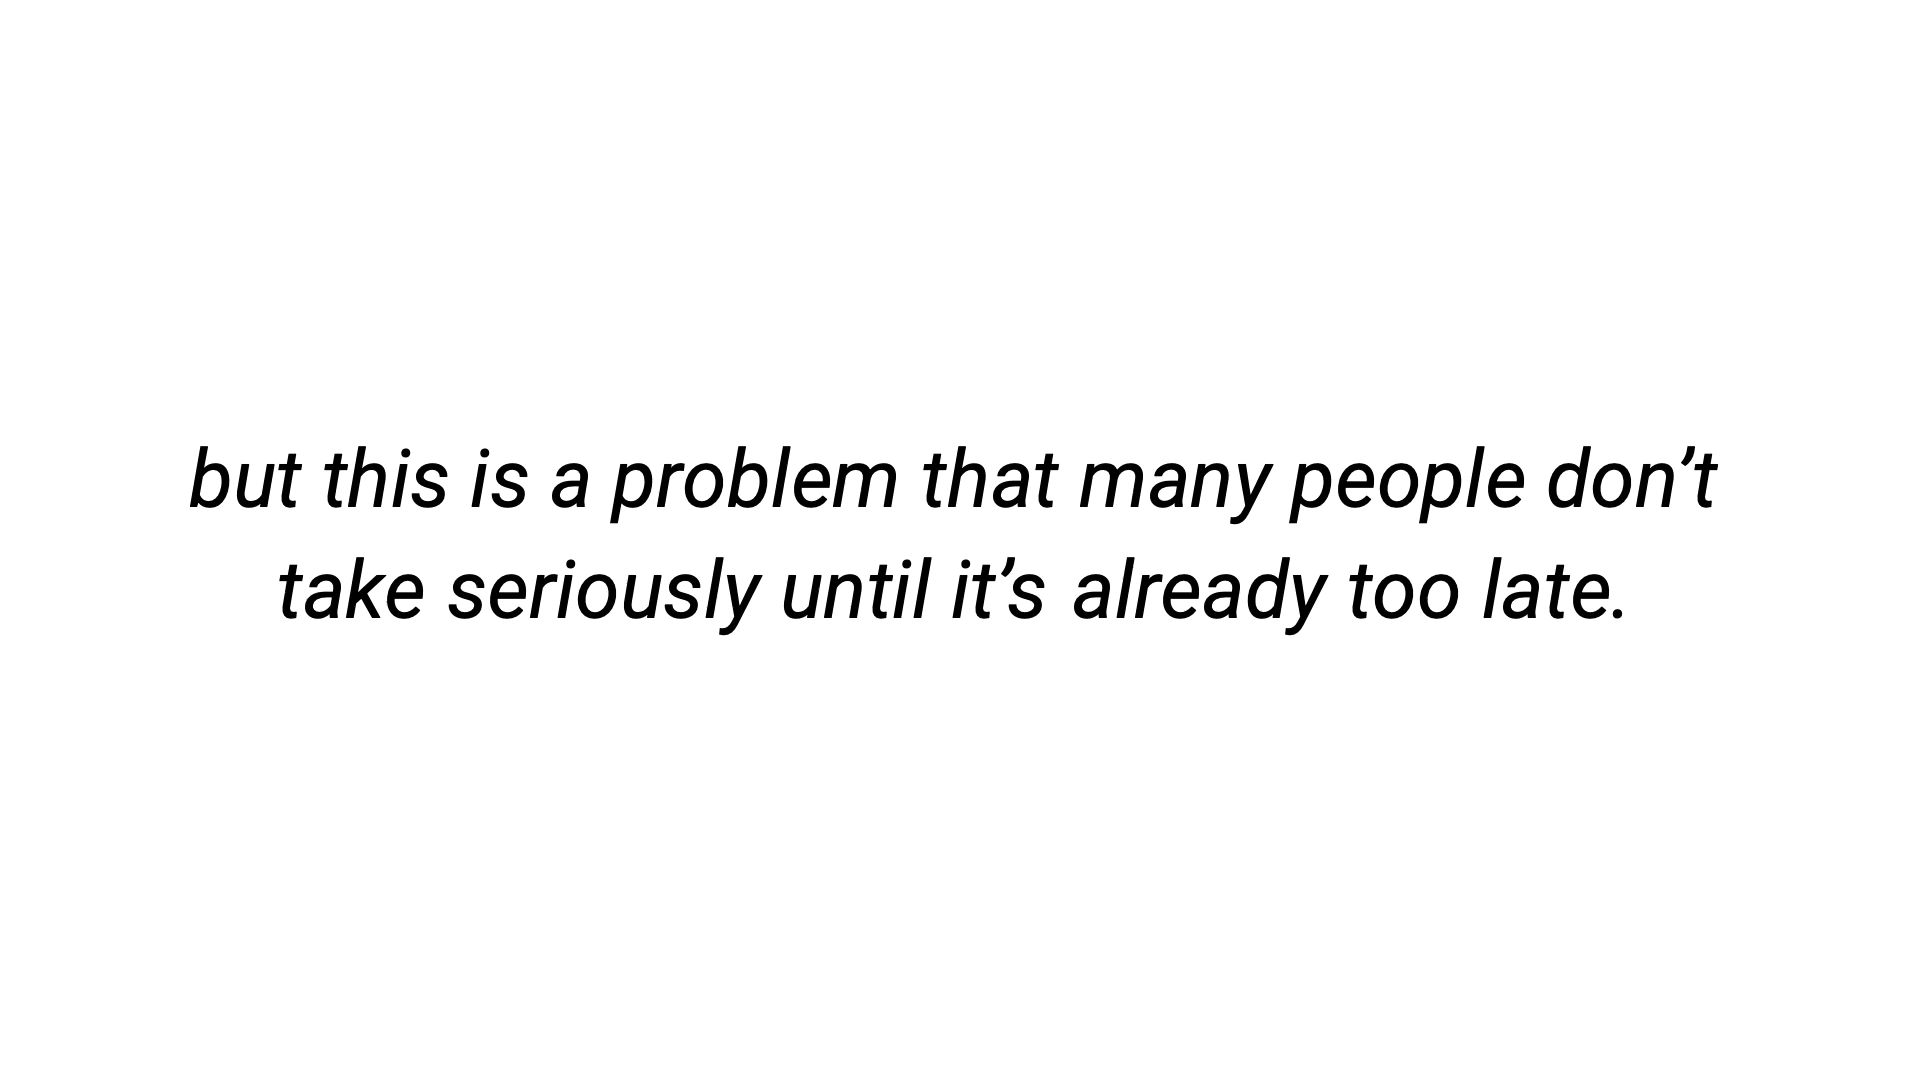 but this is a problem that many people don’t
take seriously until it’s already too late.